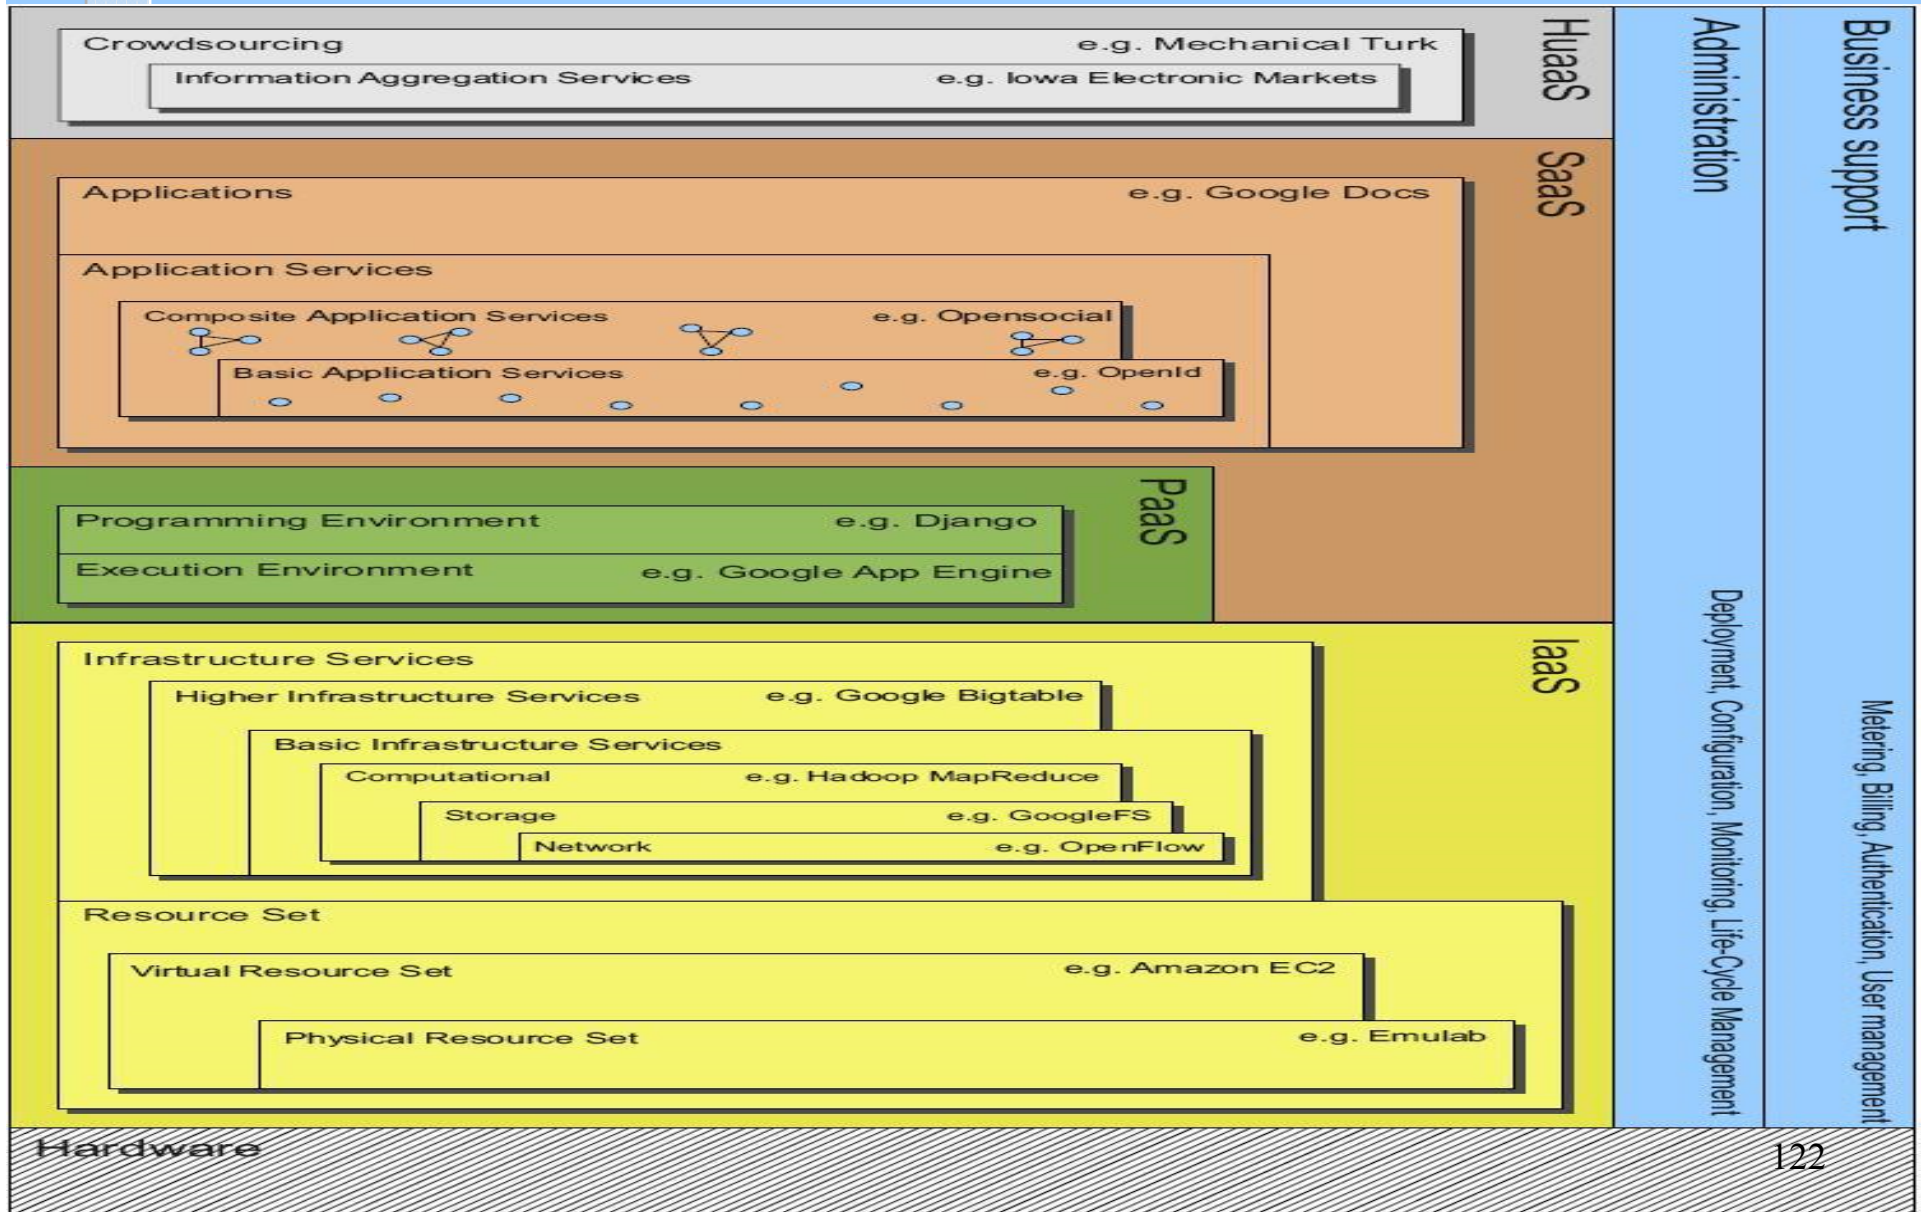 Crowdsourcing e.g. Mechanical Turk
Information Aggregation Services e.g. Iowa Electronic Markets
HuaaS
Applications e.g. Google Docs
Application Services
Composite Application Services e.g. Opensocial
Basic Application Services e.g. OpenId
SaaS
Programming Environment e.g. Django
Execution Environment e.g. Google App Engine
PaaS
Infrastructure Services
Higher Infrastructure Services e.g. Google Bigtable
Basic Infrastructure Services
Computational e.g. Hadoop MapReduce
Storage e.g. GoogleFS
Network e.g. OpenFlow
Resource Set
Virtual Resource Set e.g. Amazon EC2
Physical Resource Set e.g. Emulab
IaaS
Administration
Deployment, Configuration, Monitoring, Life-Cycle Management
Business support
Metering, Billing, Authentication, User management
Hardware
122